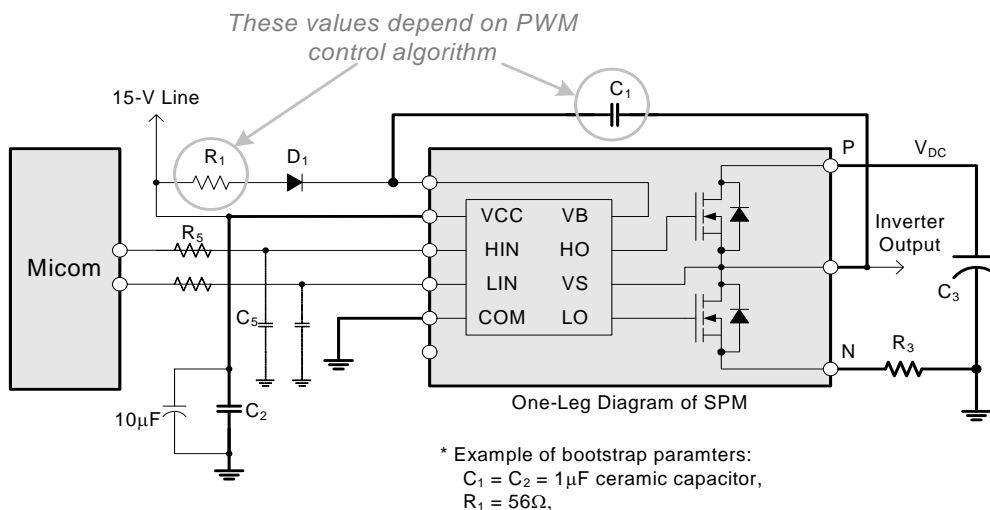 These values depend on PWM
control algorithm
15-V Line
C1
R1
D1
P
VDC
VCC
VB
Inverter
Output
R5
HIN
HO
Micom
LIN
VS
C3
C5
COM
LO
N
R3
One-Leg Diagram of SPM
10μF
C2
* Example of bootstrap paramters:
C1 = C2 = 1μF ceramic capacitor,
R1 = 56Ω,